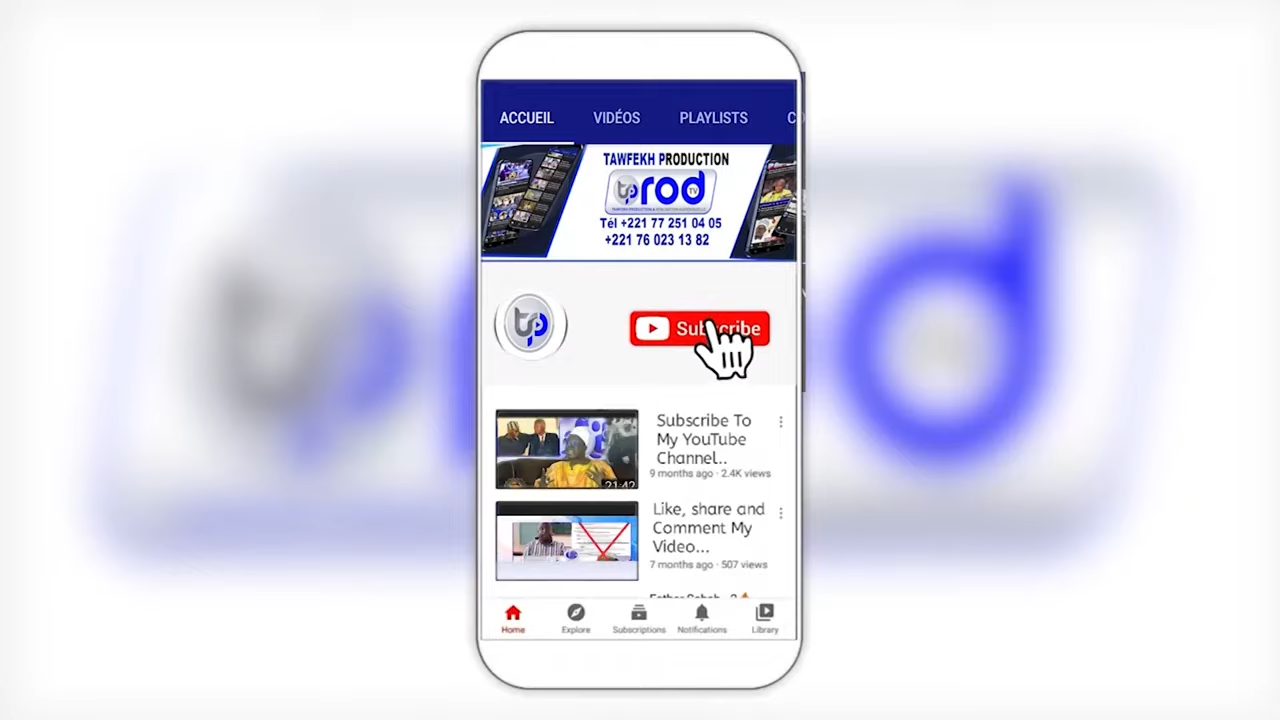 ACCUEIL
VIDÉOS
PLAYLISTS
TAWFEKH PRODUCTION
tprod TV
Tél +221 77 251 04 05
+221 76 023 13 82
tp
Subscribe
Subscribe To
My YouTube
Channel..
9 months ago · 2.4K views
21:42
Like, share and
Comment My
Video...
7 months ago · 507 views
Home
Explore
Subscriptions
Notifications
Library